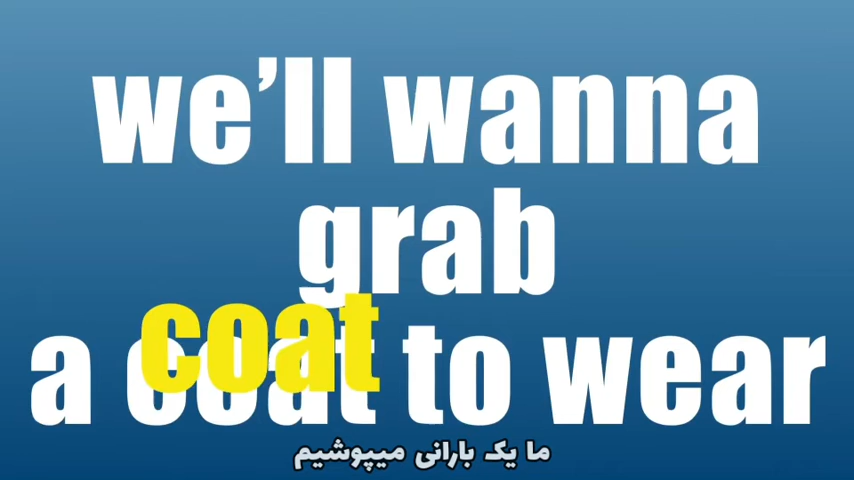 we'll wanna
grab
coat
a coat to wear
ما یک بارانی میپوشیم